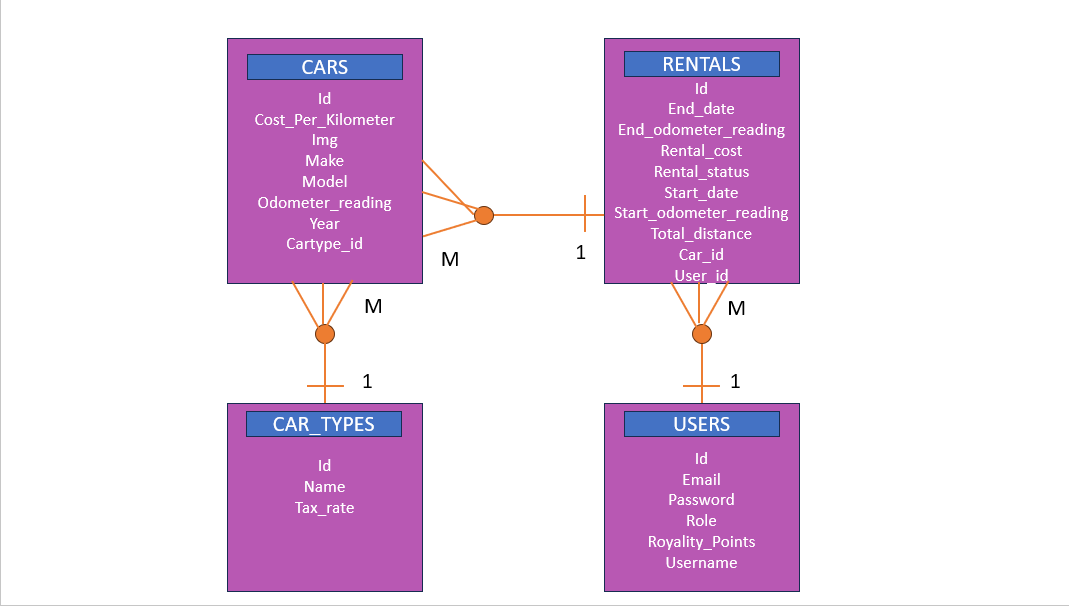 CARS
Id
Cost_Per_Kilometer
Img
Make
Model
Odometer_reading
Year
Cartype_id
RENTALS
Id
End_date
End_odometer_reading
Rental_cost
Rental_status
Start_date
Start_odometer_reading
Total_distance
Car_id
User_id
M
1
M
1
M
1
CAR_TYPES
Id
Name
Tax_rate
USERS
Id
Email
Password
Role
Royality_Points
Username